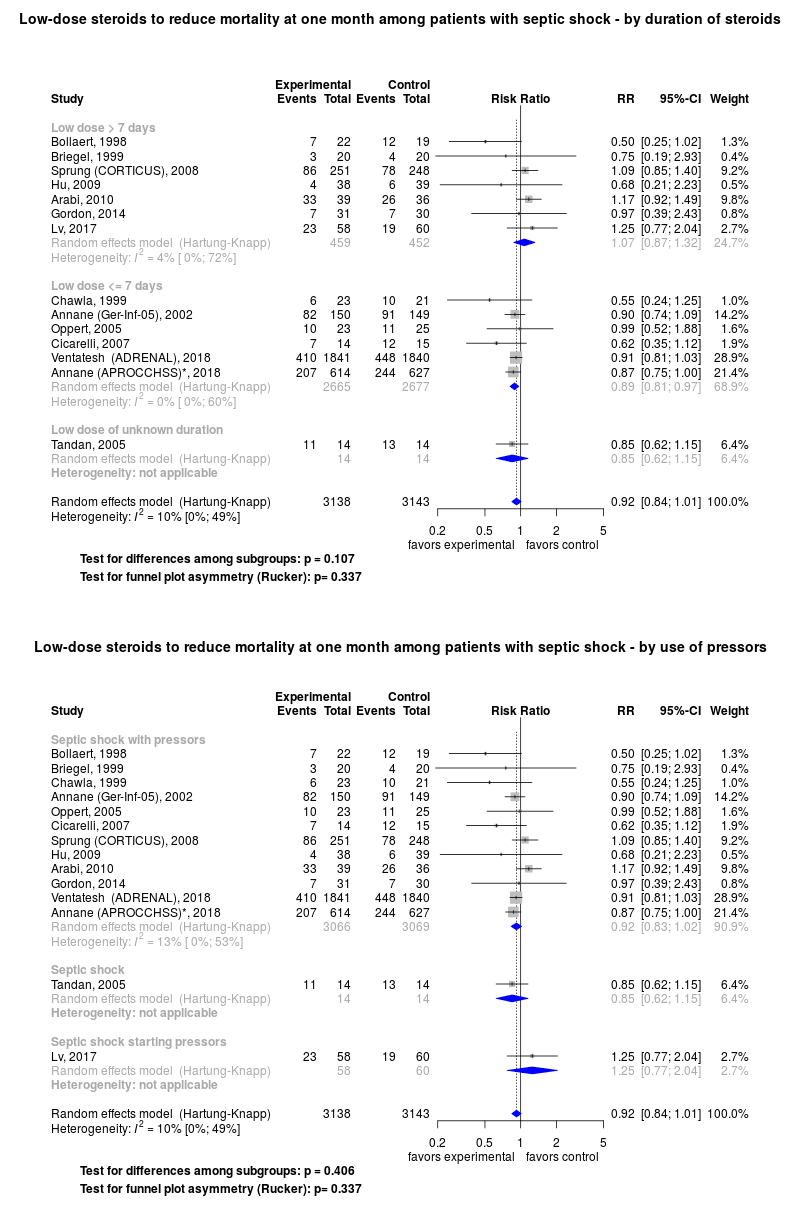 Low-dose steroids to reduce mortality at one month among patients with septic shock - by duration of steroids
Experimental Control
Study Events Total Events Total Risk Ratio RR 95%-CI Weight
Low dose > 7 days
Bollaert, 1998 7 22 12 19 0.50 [0.25; 1.02] 1.3%
Briegel, 1999 3 20 4 20 0.75 [0.19; 2.93] 0.4%
Sprung (CORTICUS), 2008 86 251 78 248 1.09 [0.85; 1.40] 9.2%
Hu, 2009 4 38 6 39 0.68 [0.21; 2.23] 0.5%
Arabi, 2010 33 39 26 36 1.17 [0.92; 1.49] 9.8%
Gordon, 2014 7 31 7 30 0.97 [0.39; 2.43] 0.8%
Lv, 2017 23 58 19 60 1.25 [0.77; 2.04] 2.7%
Random effects model (Hartung-Knapp) 459 452 1.07 [0.87; 1.32] 24.7%
Heterogeneity: I² = 4% [ 0%; 72%]
Low dose <= 7 days
Chawla, 1999 6 23 10 21 0.55 [0.24; 1.25] 1.0%
Annane (Ger-Inf-05), 2002 82 150 91 149 0.90 [0.74; 1.09] 14.2%
Oppert, 2005 10 23 11 25 0.99 [0.52; 1.88] 1.6%
Cicarelli, 2007 7 14 12 15 0.62 [0.35; 1.12] 1.9%
Ventatesh (ADRENAL), 2018 410 1841 448 1840 0.91 [0.81; 1.03] 28.9%
Annane (APROCCHSS)*, 2018 207 614 244 627 0.87 [0.75; 1.00] 21.4%
Random effects model (Hartung-Knapp) 2665 2677 0.89 [0.81; 0.97] 68.9%
Heterogeneity: I² = 0% [ 0%; 60%]
Low dose of unknown duration
Tandan, 2005 11 14 13 14 0.85 [0.62; 1.15] 6.4%
Random effects model (Hartung-Knapp) 14 14 0.85 [0.62; 1.15] 6.4%
Heterogeneity: not applicable
Random effects model (Hartung-Knapp) 3138 3143 0.92 [0.84; 1.01] 100.0%
Heterogeneity: I² = 10% [0%; 49%]
0.2 0.5 1 2 5
favors experimental favors control
Test for differences among subgroups: p = 0.107
Test for funnel plot asymmetry (Rucker): p= 0.337
Low-dose steroids to reduce mortality at one month among patients with septic shock - by use of pressors
Experimental Control
Study Events Total Events Total Risk Ratio RR 95%-CI Weight
Septic shock with pressors
Bollaert, 1998 7 22 12 19 0.50 [0.25; 1.02] 1.3%
Briegel, 1999 3 20 4 20 0.75 [0.19; 2.93] 0.4%
Chawla, 1999 6 23 10 21 0.55 [0.24; 1.25] 1.0%
Annane (Ger-Inf-05), 2002 82 150 91 149 0.90 [0.74; 1.09] 14.2%
Oppert, 2005 10 23 11 25 0.99 [0.52; 1.88] 1.6%
Cicarelli, 2007 7 14 12 15 0.62 [0.35; 1.12] 1.9%
Sprung (CORTICUS), 2008 86 251 78 248 1.09 [0.85; 1.40] 9.2%
Hu, 2009 4 38 6 39 0.68 [0.21; 2.23] 0.5%
Arabi, 2010 33 39 26 36 1.17 [0.92; 1.49] 9.8%
Gordon, 2014 7 31 7 30 0.97 [0.39; 2.43] 0.8%
Ventatesh (ADRENAL), 2018 410 1841 448 1840 0.91 [0.81; 1.03] 28.9%
Annane (APROCCHSS)*, 2018 207 614 244 627 0.87 [0.75; 1.00] 21.4%
Random effects model (Hartung-Knapp) 3066 3069 0.92 [0.83; 1.02] 90.9%
Heterogeneity: I² = 13% [ 0%; 53%]
Septic shock
Tandan, 2005 11 14 13 14 0.85 [0.62; 1.15] 6.4%
Random effects model (Hartung-Knapp) 14 14 0.85 [0.62; 1.15] 6.4%
Heterogeneity: not applicable
Septic shock starting pressors
Lv, 2017 23 58 19 60 1.25 [0.77; 2.04] 2.7%
Random effects model (Hartung-Knapp) 58 60 1.25 [0.77; 2.04] 2.7%
Heterogeneity: not applicable
Random effects model (Hartung-Knapp) 3138 3143 0.92 [0.84; 1.01] 100.0%
Heterogeneity: I² = 10% [0%; 49%]
0.2 0.5 1 2 5
favors experimental favors control
Test for differences among subgroups: p = 0.406
Test for funnel plot asymmetry (Rucker): p= 0.337